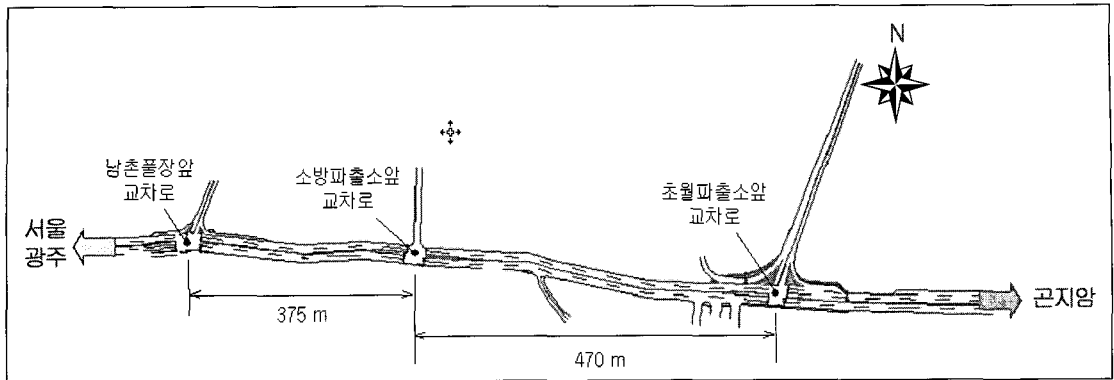 N
남촌풀장앞
교차로
소방파출소앞
교차로
초월파출소앞
교차로
서울
광주
곤지암
375 m
470 m